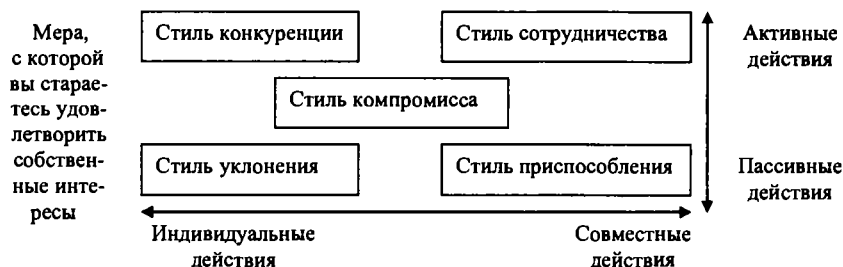 Мера,
с которой
вы старае-
тесь удов-
летворить
собствен-
ные инте-
ресы
Стиль конкуренции
Стиль сотрудничества
Стиль компромисса
Стиль уклонения
Стиль приспособления
Активные
действия
Пассивные
действия
Индивидуальные
действия
Совместные
действия